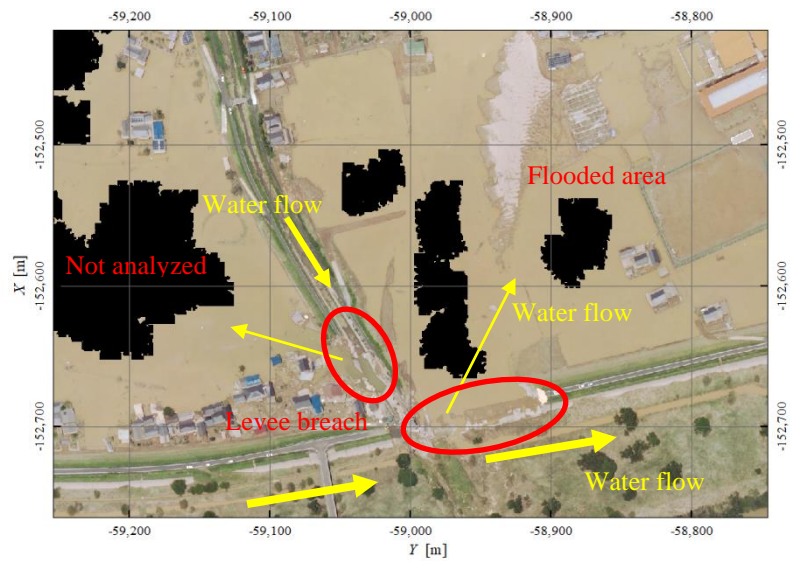 -59,200
-59,100
-59,000
-58,900
-58,800
-152,500
-152,500
Flooded area
Water flow
Not analyzed
X [m]
-152,600
-152,600
Water flow
Levee breach
-152,700
-152,700
Water flow
-59,200
-59,100
-59,000
-58,900
-58,800
Y [m]